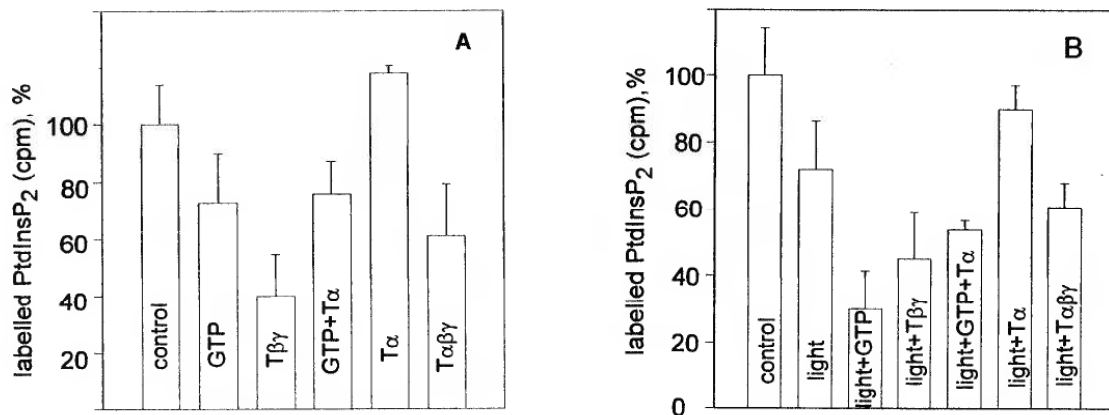 A
labelled PtdInsP2 (cpm), %
100
80
60
40
20
control
GTP
Tβγ
GTP+Tα
Tα
Tαβγ
B
labelled PtdInsP2 (cpm),%
100
80
60
40
20
0
control
light
light+GTP
light+Tβγ
light+GTP+Tα
light+Tα
light+Tαβγ